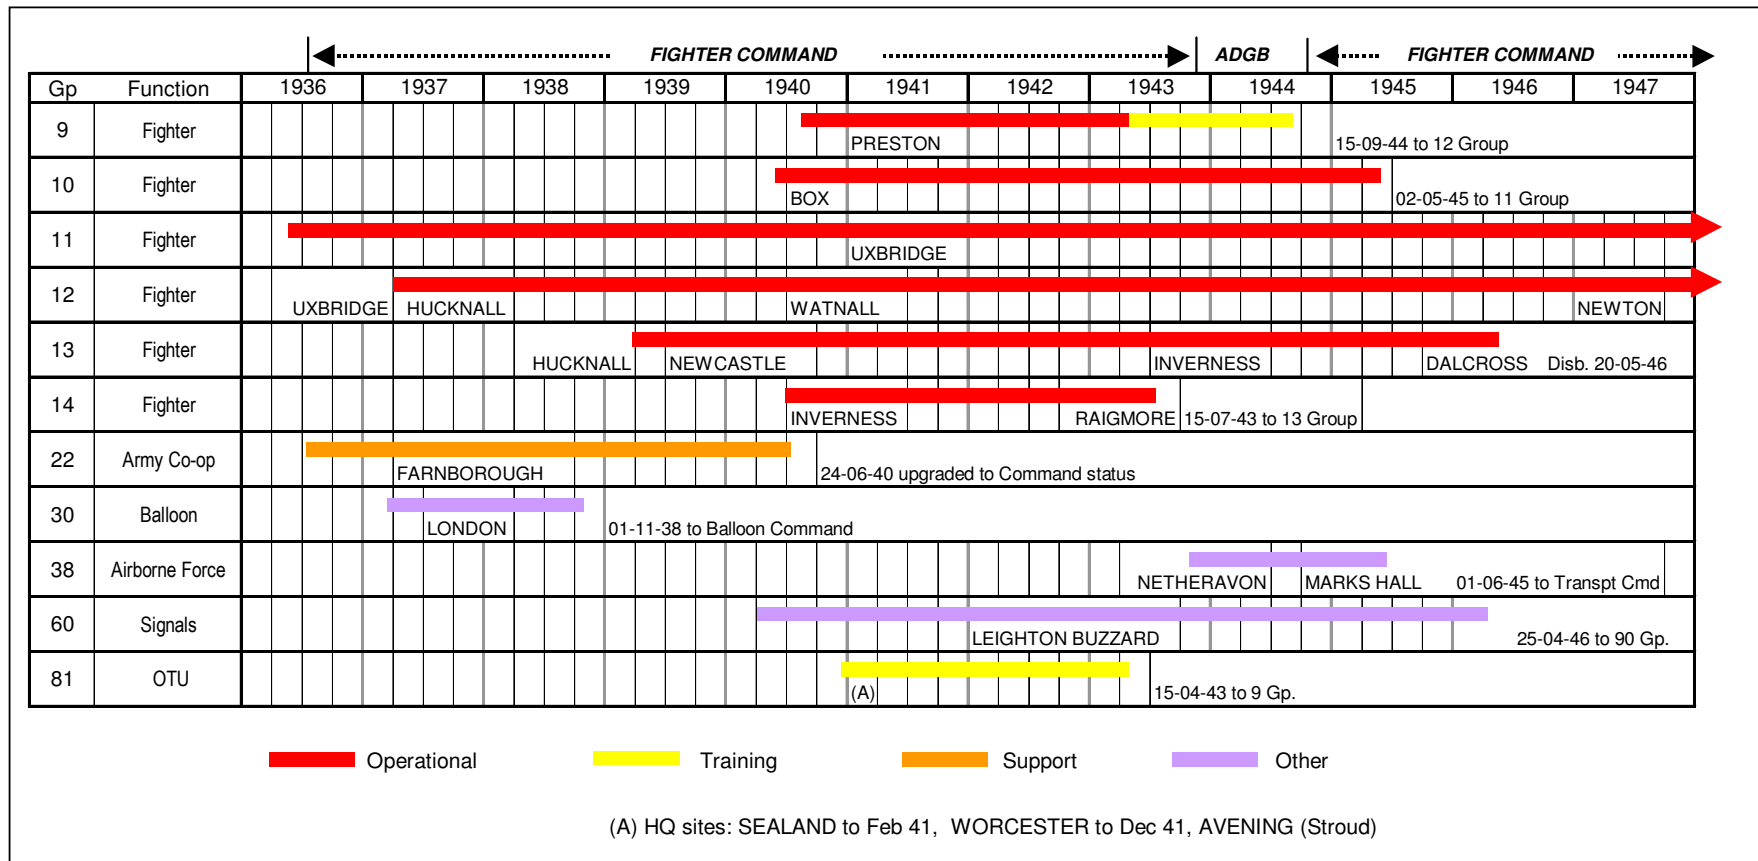 FIGHTER COMMAND ADGB FIGHTER COMMAND
Gp Function 1936 1937 1938 1939 1940 1941 1942 1943 1944 1945 1946 1947
9 Fighter PRESTON 15-09-44 to 12 Group
10 Fighter BOX 02-05-45 to 11 Group
11 Fighter UXBRIDGE
12 Fighter UXBRIDGE HUCKNALL WATNALL NEWTON
13 Fighter HUCKNALL NEWCASTLE INVERNESS DALCROSS Disb. 20-05-46
14 Fighter INVERNESS RAIGMORE 15-07-43 to 13 Group
22 Army Co-op FARNBOROUGH 24-06-40 upgraded to Command status
30 Balloon LONDON 01-11-38 to Balloon Command
38 Airborne Force NETHERAVON MARKS HALL 01-06-45 to Transpt Cmd
60 Signals LEIGHTON BUZZARD 25-04-46 to 90 Gp.
81 OTU (A) 15-04-43 to 9 Gp.
Operational Training Support Other
(A) HQ sites: SEALAND to Feb 41, WORCESTER to Dec 41, AVENING (Stroud)